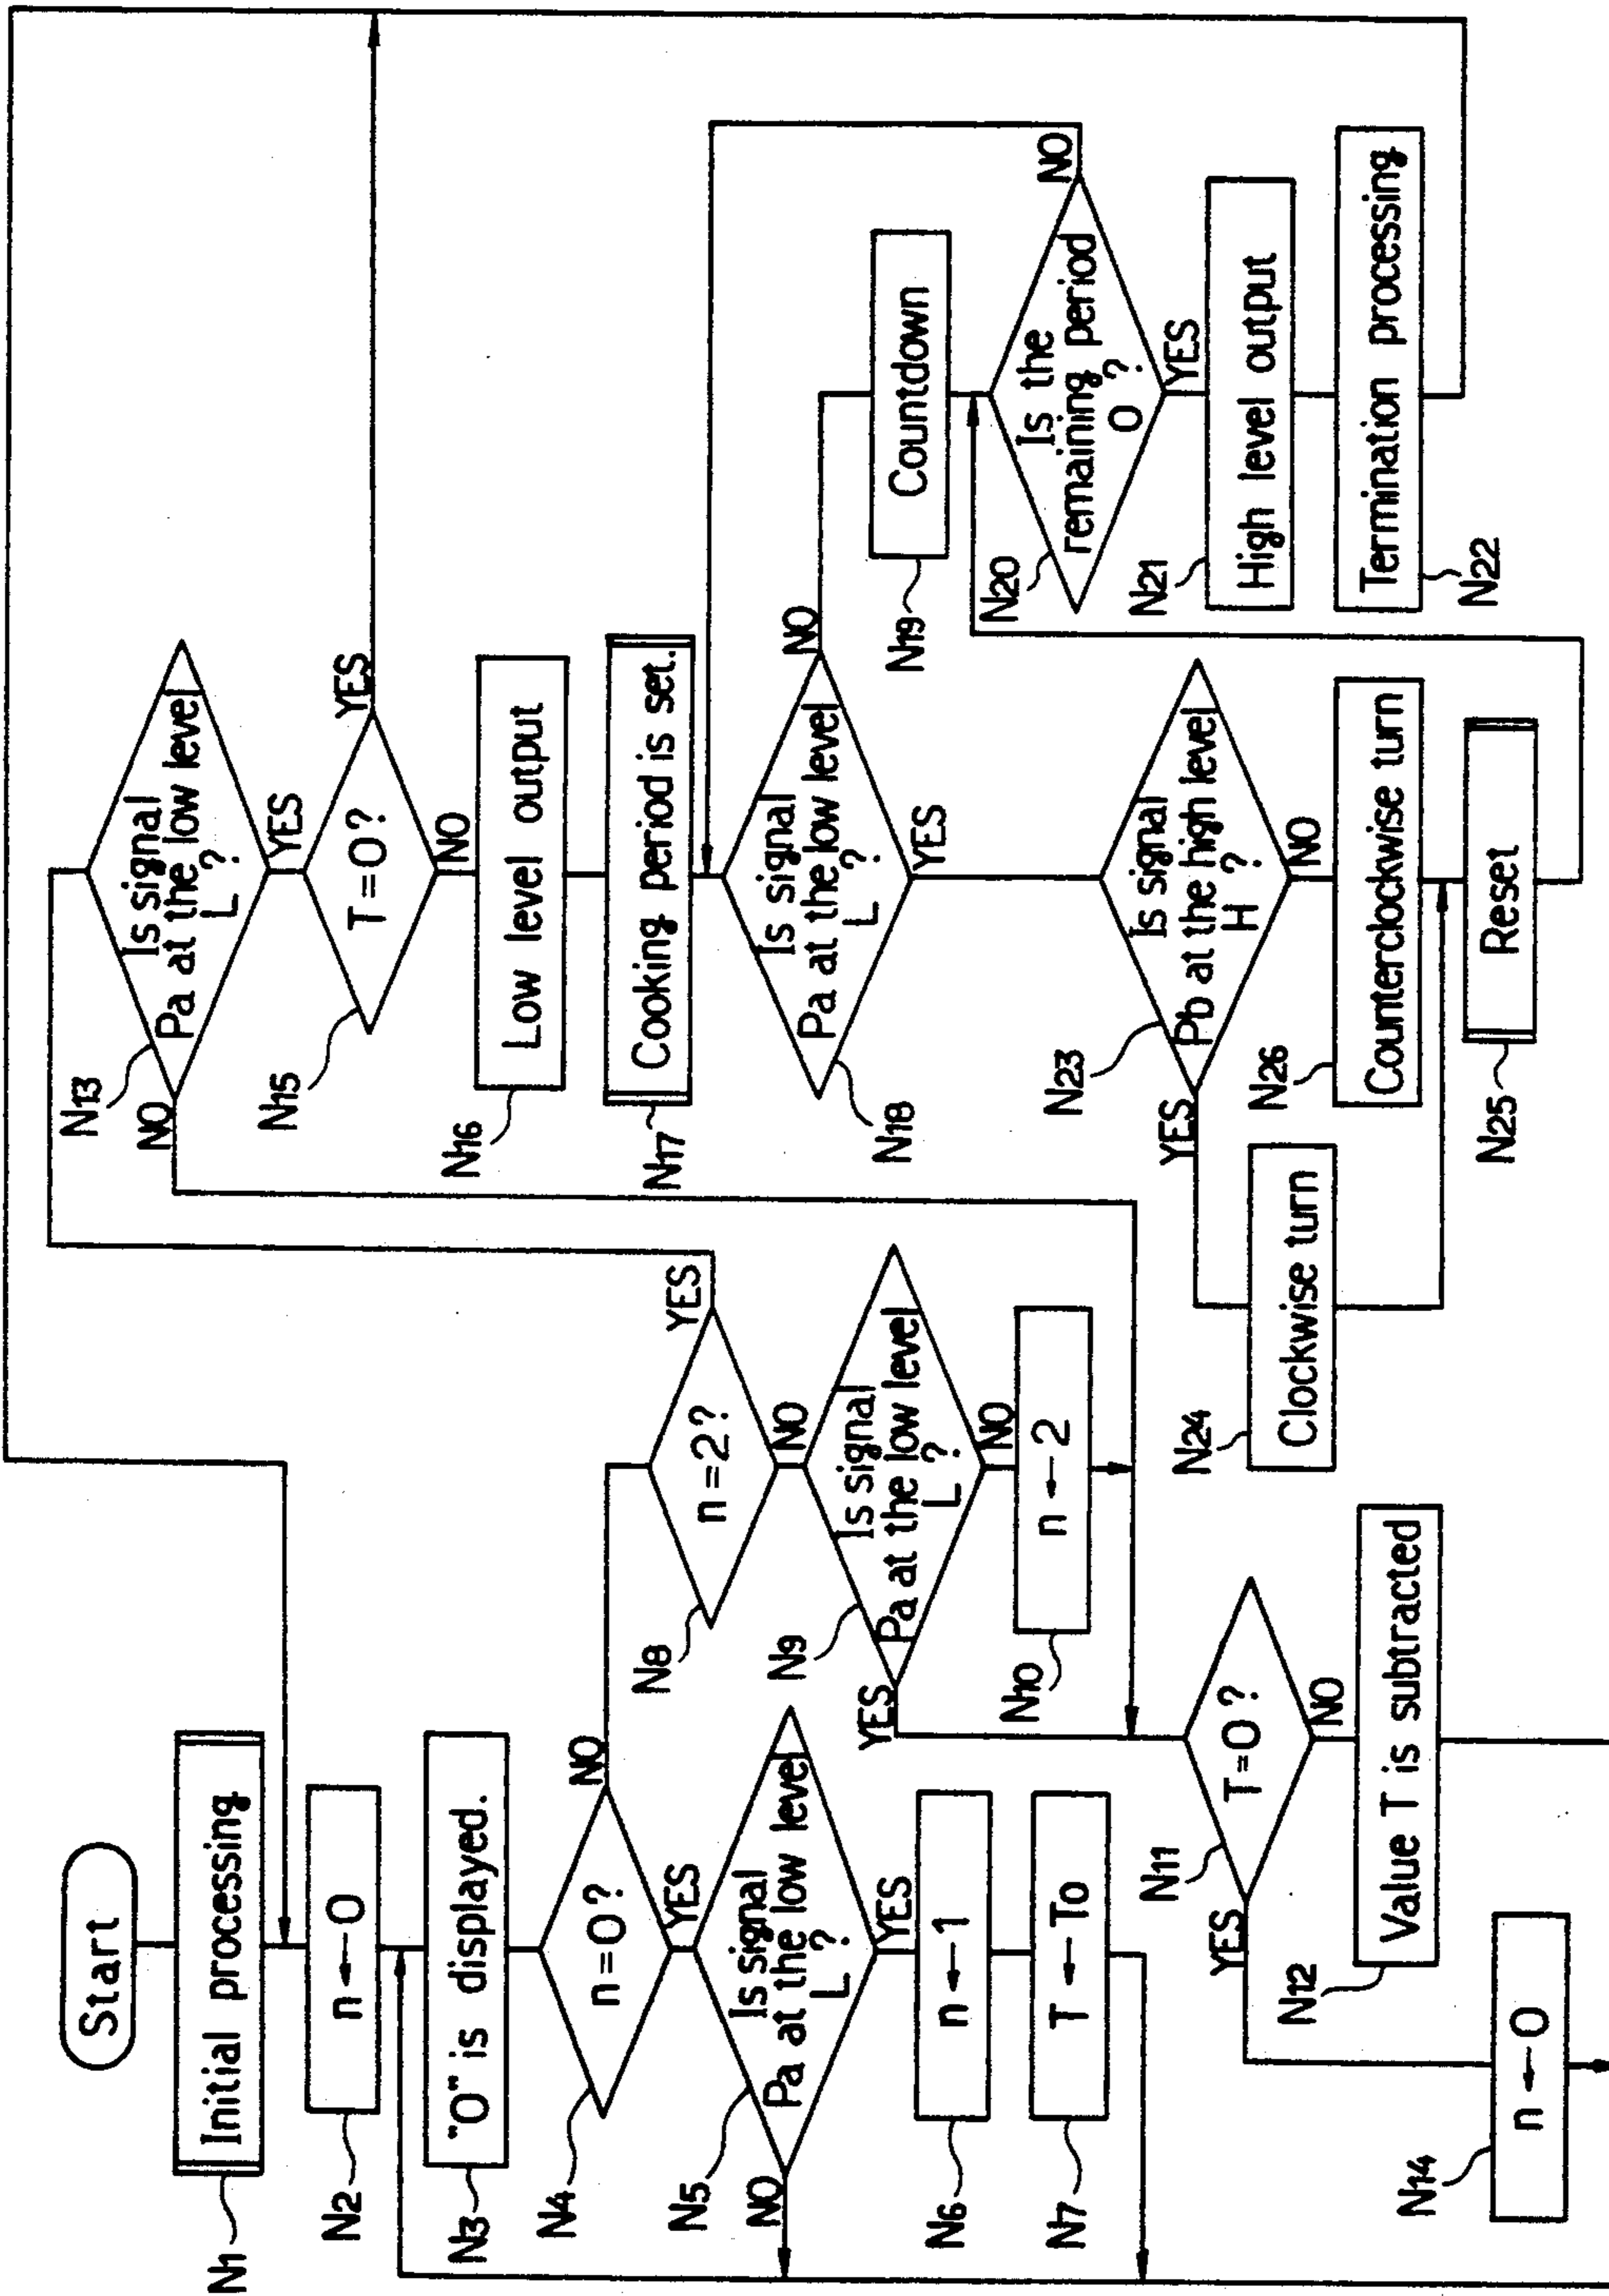 Start
N1
Initial processing
N2
n ← 0
N3
"0" is displayed.
N4
n = 0 ?
NO
YES
N5
Is signal
Pa at the low level
L ?
NO
YES
N6
n ← 1
N7
T ← To
N8
n = 2 ?
YES
NO
N9
Is signal
Pa at the low level
L ?
YES
NO
N10
n ← 2
N11
T = 0 ?
YES
NO
N12
Value T is subtracted
N14
n ← 0
N13
Is signal
Pa at the low level
L ?
NO
YES
N15
T = 0 ?
YES
NO
N16
Low level output
N17
Cooking period is set.
N18
Is signal
Pa at the low level
L ?
NO
YES
N19
Countdown
N20
Is the
remaining period
0 ?
NO
YES
N21
High level output
N22
Termination processing
N23
Is signal
Pb at the high level
H ?
YES
NO
N24
Clockwise turn
N26
Counterclockwise turn
N25
Reset